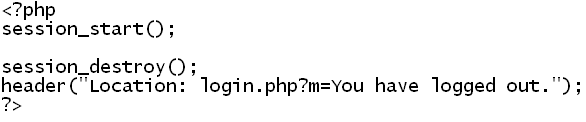 <?php
session_start();

session_destroy();
header("Location: login.php?m=You have logged out.");
?>